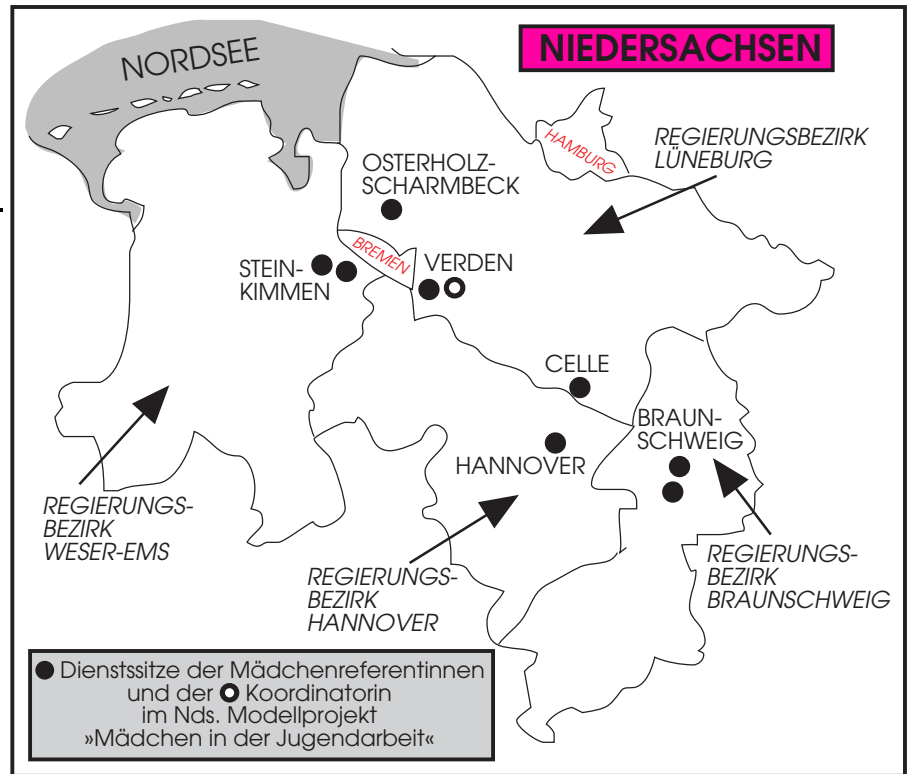 NORDSEE
NIEDERSACHSEN
HAMBURG
REGIERUNGSBEZIRK
LÜNEBURG
OSTERHOLZ-
SCHARMBECK
BREMEN
STEIN-
KIMMEN
VERDEN
CELLE
BRAUN-
SCHWEIG
HANNOVER
REGIERUNGS-
BEZIRK
WESER-EMS
REGIERUNGS-
BEZIRK
HANNOVER
REGIERUNGS-
BEZIRK
BRAUNSCHWEIG
Dienstssitze der Mädchenreferentinnen
und der Koordinatorin
im Nds. Modellprojekt
»Mädchen in der Jugendarbeit«